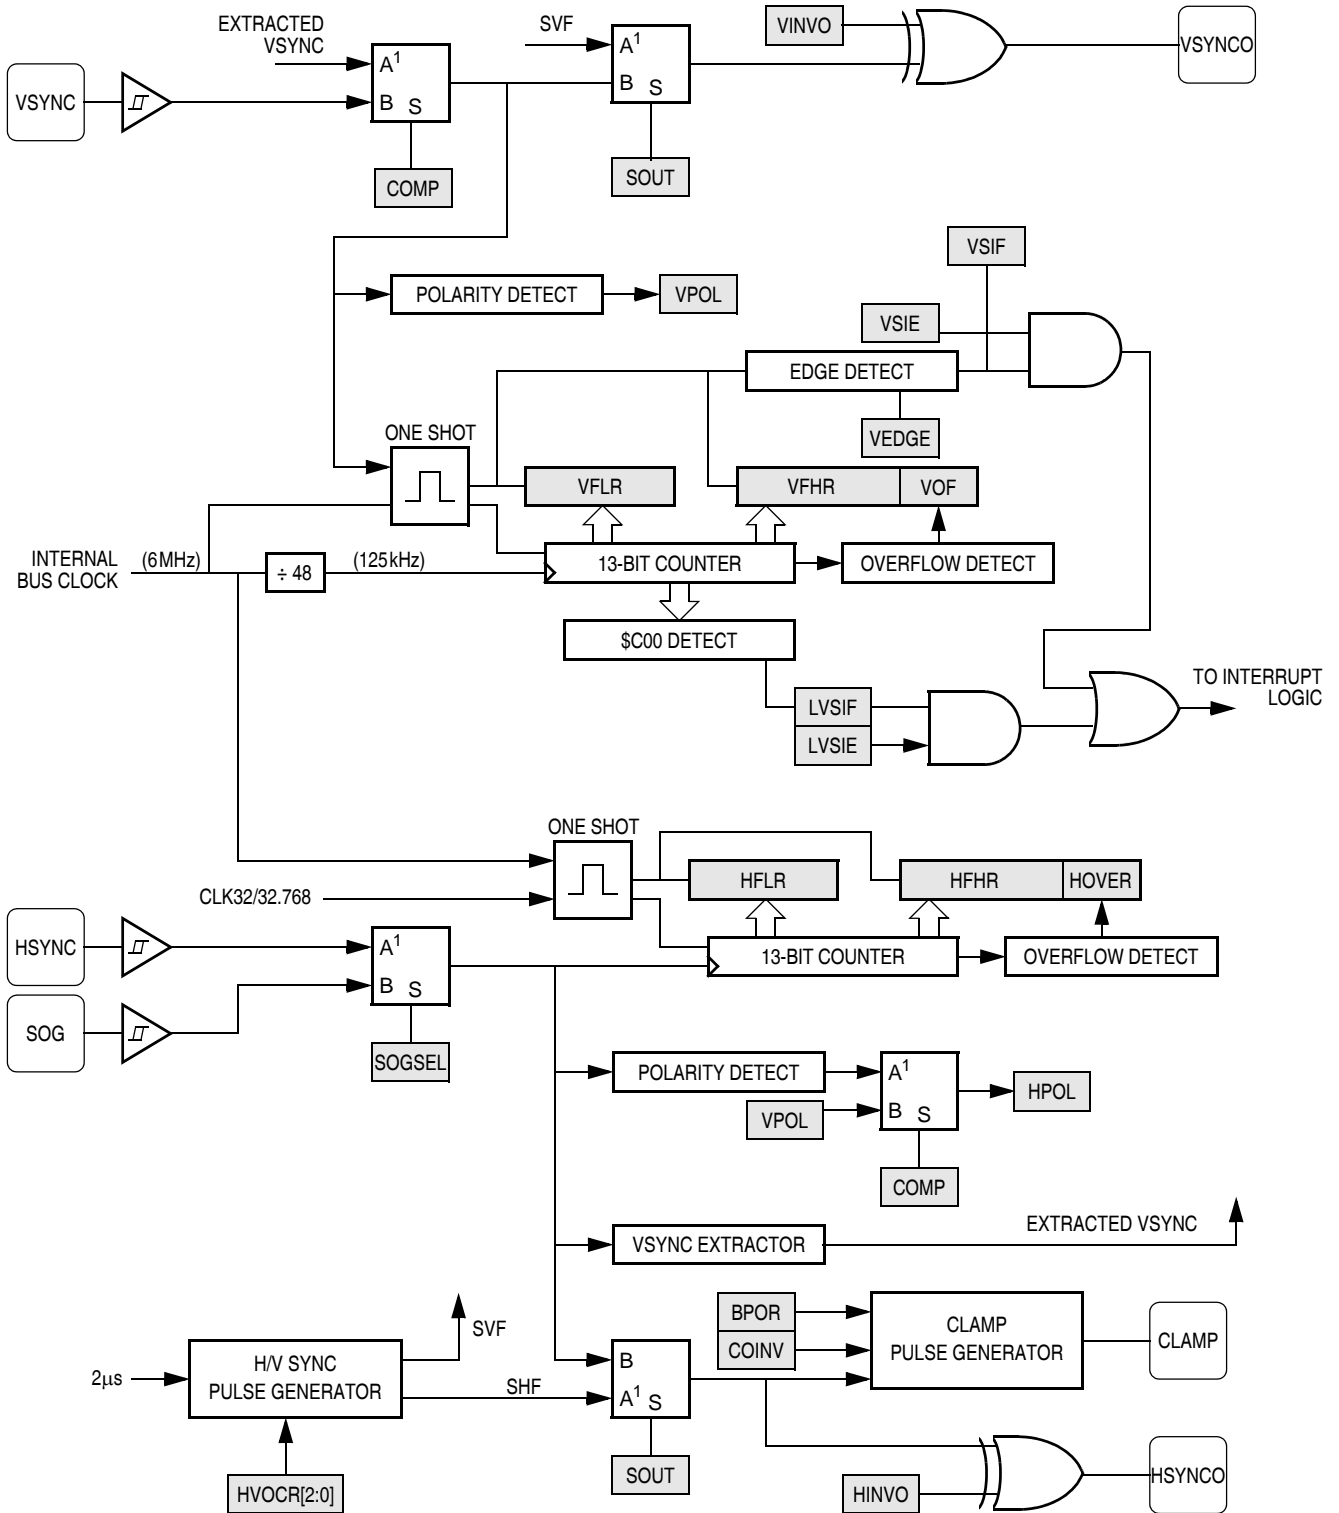 EXTRACTED
VSYNC
SVF
VINVO
VSYNCO
VSYNC
A1
B S
A1
B S
COMP
SOUT
VSIF
POLARITY DETECT
VPOL
VSIE
EDGE DETECT
VEDGE
ONE SHOT
VFLR
VFHR
VOF
INTERNAL
BUS CLOCK
(6MHz)
÷ 48
(125kHz)
13-BIT COUNTER
OVERFLOW DETECT
$C00 DETECT
LVSIF
LVSIE
TO INTERRUPT
LOGIC
ONE SHOT
HFLR
HFHR
HOVER
CLK32/32.768
HSYNC
A1
B S
13-BIT COUNTER
OVERFLOW DETECT
SOG
SOGSEL
POLARITY DETECT
A1
B S
HPOL
VPOL
COMP
VSYNC EXTRACTOR
EXTRACTED VSYNC
SVF
BPOR
COINV
CLAMP
PULSE GENERATOR
CLAMP
2µs
H/V SYNC
PULSE GENERATOR
SHF
B
A1 S
SOUT
HVOCR[2:0]
HINVO
HSYNCO